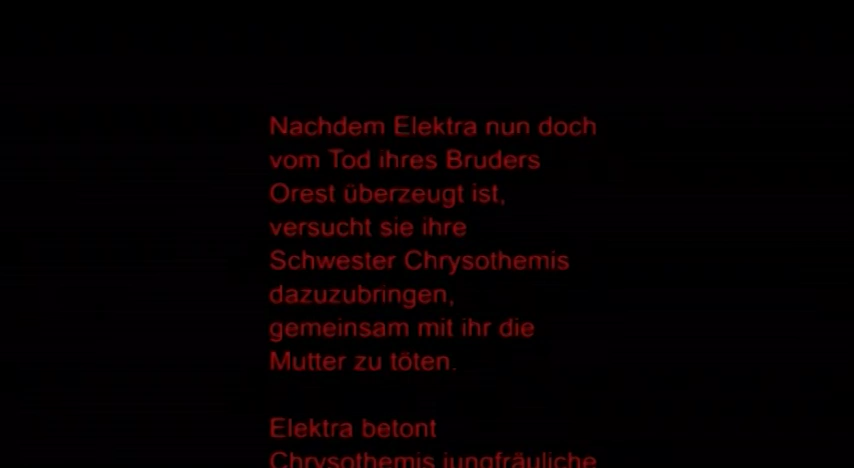 Nachdem Elektra nun doch
vom Tod ihres Bruders
Orest überzeugt ist,
versucht sie ihre
Schwester Chrysothemis
dazuzubringen,
gemeinsam mit ihr die
Mutter zu töten.
Elektra betont
Chrysothemis jungfräuliche